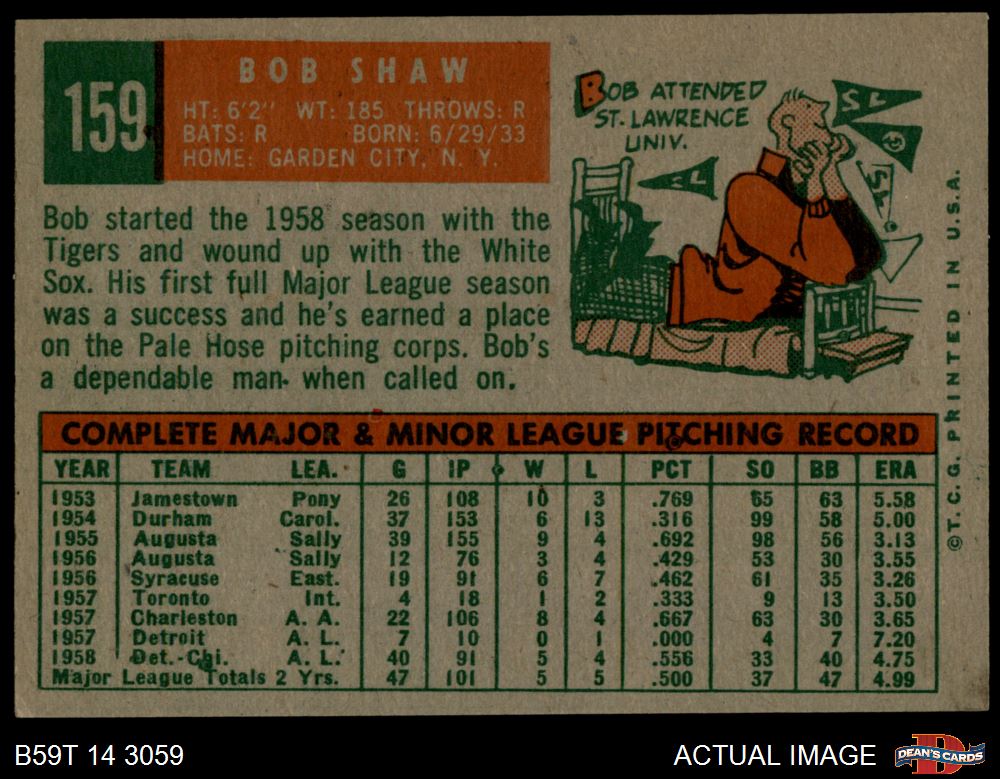 159
BOB SHAW
HT: 6'2" WT: 185 THROWS: R
BATS: R BORN: 6/29/33
HOME: GARDEN CITY, N. Y.
BOB ATTENDED
ST. LAWRENCE
UNIV.
SL
SL
SL
Bob started the 1958 season with the
Tigers and wound up with the White
Sox. His first full Major League season
was a success and he's earned a place
on the Pale Hose pitching corps. Bob's
a dependable man when called on.
COMPLETE MAJOR & MINOR LEAGUE PITCHING RECORD
YEAR TEAM LEA. G IP W L PCT SO BB ERA
1953 Jamestown Pony 26 108 10 3 .769 65 63 5.58
1954 Durham Carol. 37 153 6 13 .316 99 58 5.00
1955 Augusta Sally 39 155 9 4 .692 98 56 3.13
1956 Augusta Sally 12 76 3 4 .429 53 30 3.55
1956 Syracuse East. 19 91 6 7 .462 61 35 3.26
1957 Toronto Int. 4 18 1 2 .333 9 13 3.50
1957 Charleston A. A. 22 106 8 4 .667 63 30 3.65
1957 Detroit A. L. 7 10 0 1 .000 4 7 7.20
1958 Det.-Chi. A. L. 40 91 5 4 .556 33 40 4.75
Major League Totals 2 Yrs. 47 101 5 5 .500 37 47 4.99
©T. C. G. PRINTED IN U.S.A.
B59T 14 3059
ACTUAL IMAGE
DEAN'S CARDS